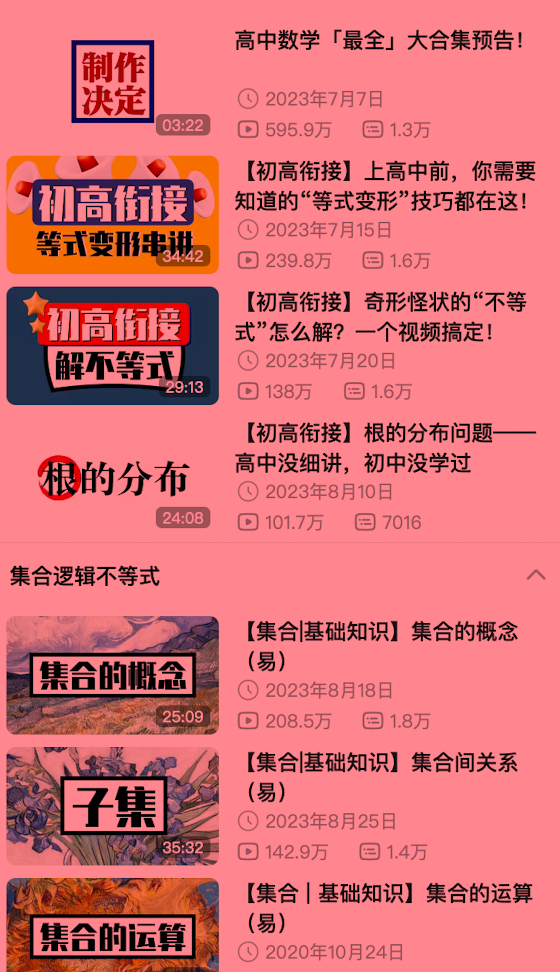 制作
决定
03:22
高中数学「最全」大合集预告！
2023年7月7日
595.9万 1.3万
初高衔接
等式变形串讲
34:42
【初高衔接】上高中前，你需要
知道的“等式变形”技巧都在这！
2023年7月15日
239.8万 1.6万
初高衔接
解不等式
29:13
【初高衔接】奇形怪状的“不等
式”怎么解？一个视频搞定！
2023年7月20日
138万 1.6万
根的分布
24:08
【初高衔接】根的分布问题——
高中没细讲，初中没学过
2023年8月10日
101.7万 7016
集合逻辑不等式
集合的概念
25:09
【集合|基础知识】集合的概念
（易）
2023年8月18日
208.5万 1.8万
子集
35:32
【集合|基础知识】集合间关系
（易）
2023年8月25日
142.9万 1.4万
集合的运算
【集合｜基础知识】集合的运算
（易）
2020年10月24日